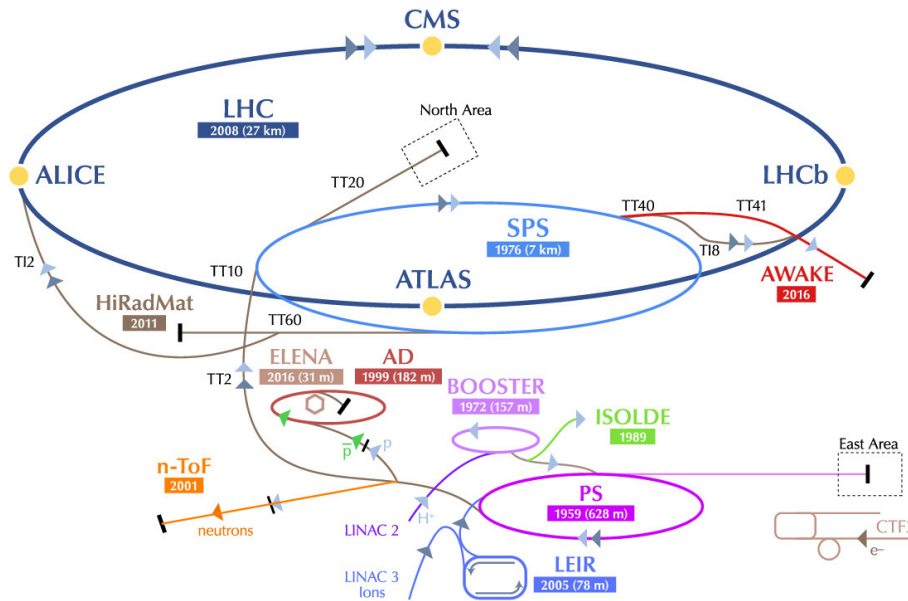 CMS
LHC
2008 (27 km)
North Area
ALICE
TT20
LHCb
TT40
TT41
SPS
1976 (7 km)
TI8
TI2
TT10
ATLAS
AWAKE
2016
HiRadMat
2011
TT60
ELENA
2016 (31 m)
AD
1999 (182 m)
TT2
BOOSTER
1972 (157 m)
ISOLDE
1989
p
p
East Area
n-ToF
2001
neutrons
LINAC 2
H+
PS
1959 (628 m)
CTF3
e–
LINAC 3
Ions
LEIR
2005 (78 m)